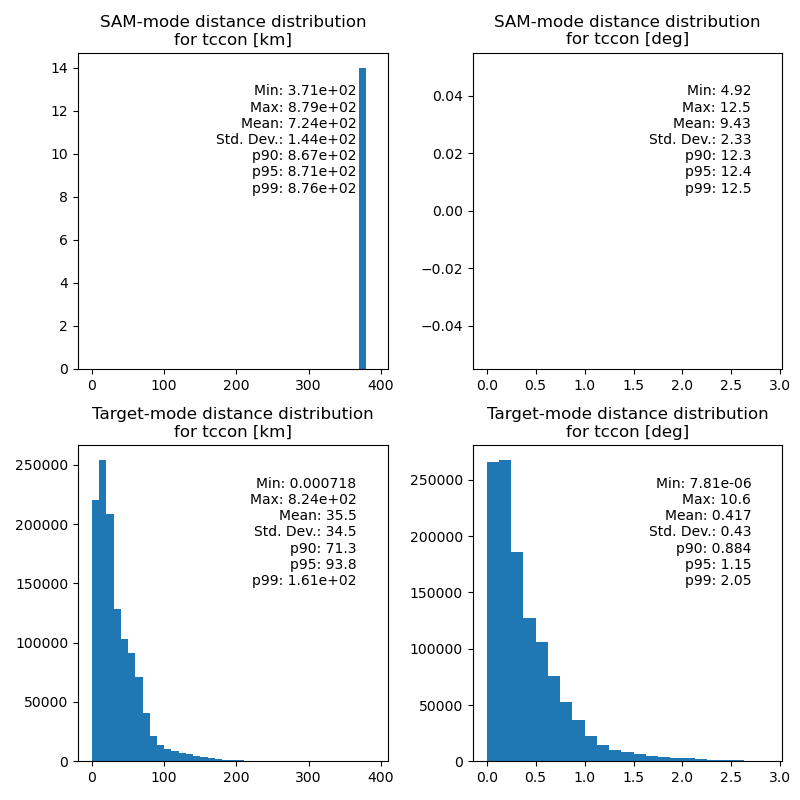 SAM-mode distance distribution
for tccon [km]
14
12
10
8
6
4
2
0
Min: 3.71e+02
Max: 8.79e+02
Mean: 7.24e+02
Std. Dev.: 1.44e+02
p90: 8.67e+02
p95: 8.71e+02
p99: 8.76e+02
0
100
200
300
400
SAM-mode distance distribution
for tccon [deg]
0.04
0.02
0.00
−0.02
−0.04
Min: 4.92
Max: 12.5
Mean: 9.43
Std. Dev.: 2.33
p90: 12.3
p95: 12.4
p99: 12.5
0.0
0.5
1.0
1.5
2.0
2.5
3.0
Target-mode distance distribution
for tccon [km]
250000
200000
150000
100000
50000
0
Min: 0.000718
Max: 8.24e+02
Mean: 35.5
Std. Dev.: 34.5
p90: 71.3
p95: 93.8
p99: 1.61e+02
0
100
200
300
400
Target-mode distance distribution
for tccon [deg]
250000
200000
150000
100000
50000
0
Min: 7.81e-06
Max: 10.6
Mean: 0.417
Std. Dev.: 0.43
p90: 0.884
p95: 1.15
p99: 2.05
0.0
0.5
1.0
1.5
2.0
2.5
3.0